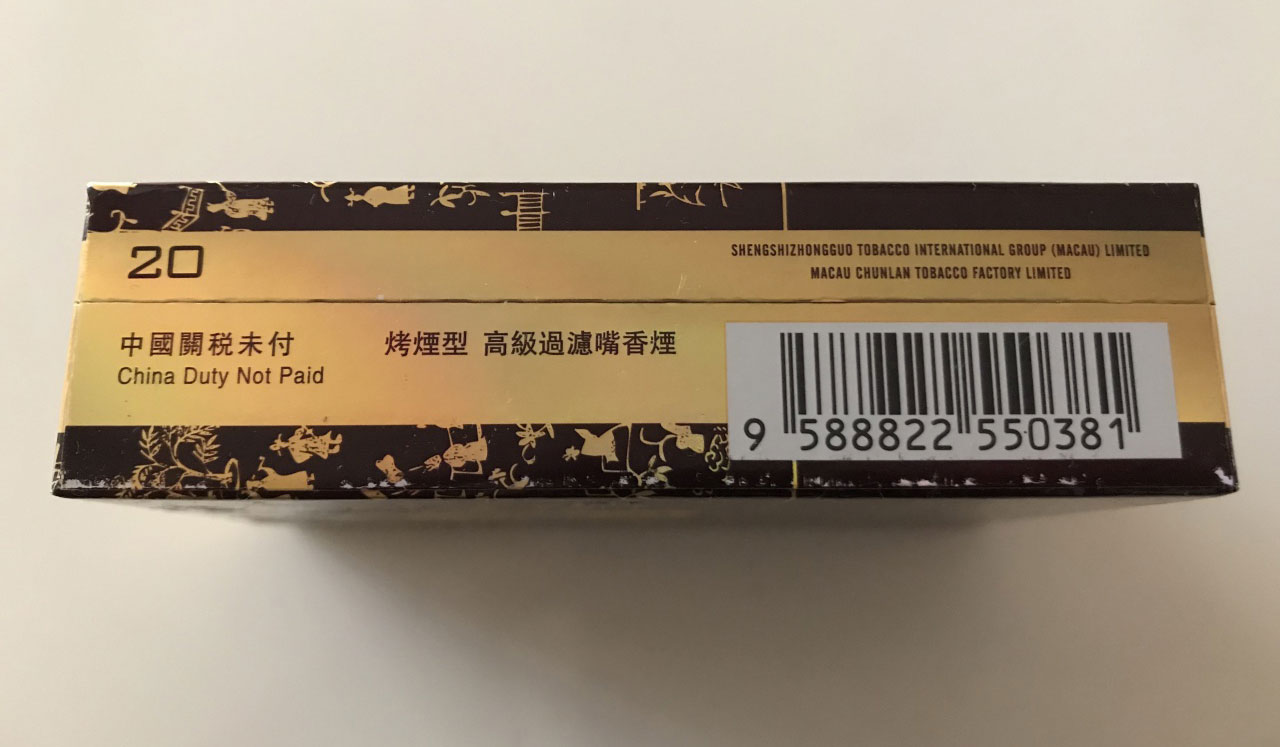 20
SHENGSHIZHONGGUO TOBACCO INTERNATIONAL GROUP (MACAU) LIMITED
MACAU CHUNLAN TOBACCO FACTORY LIMITED
中國關税未付
China Duty Not Paid
烤煙型 高級過濾嘴香煙
9 588822 550381